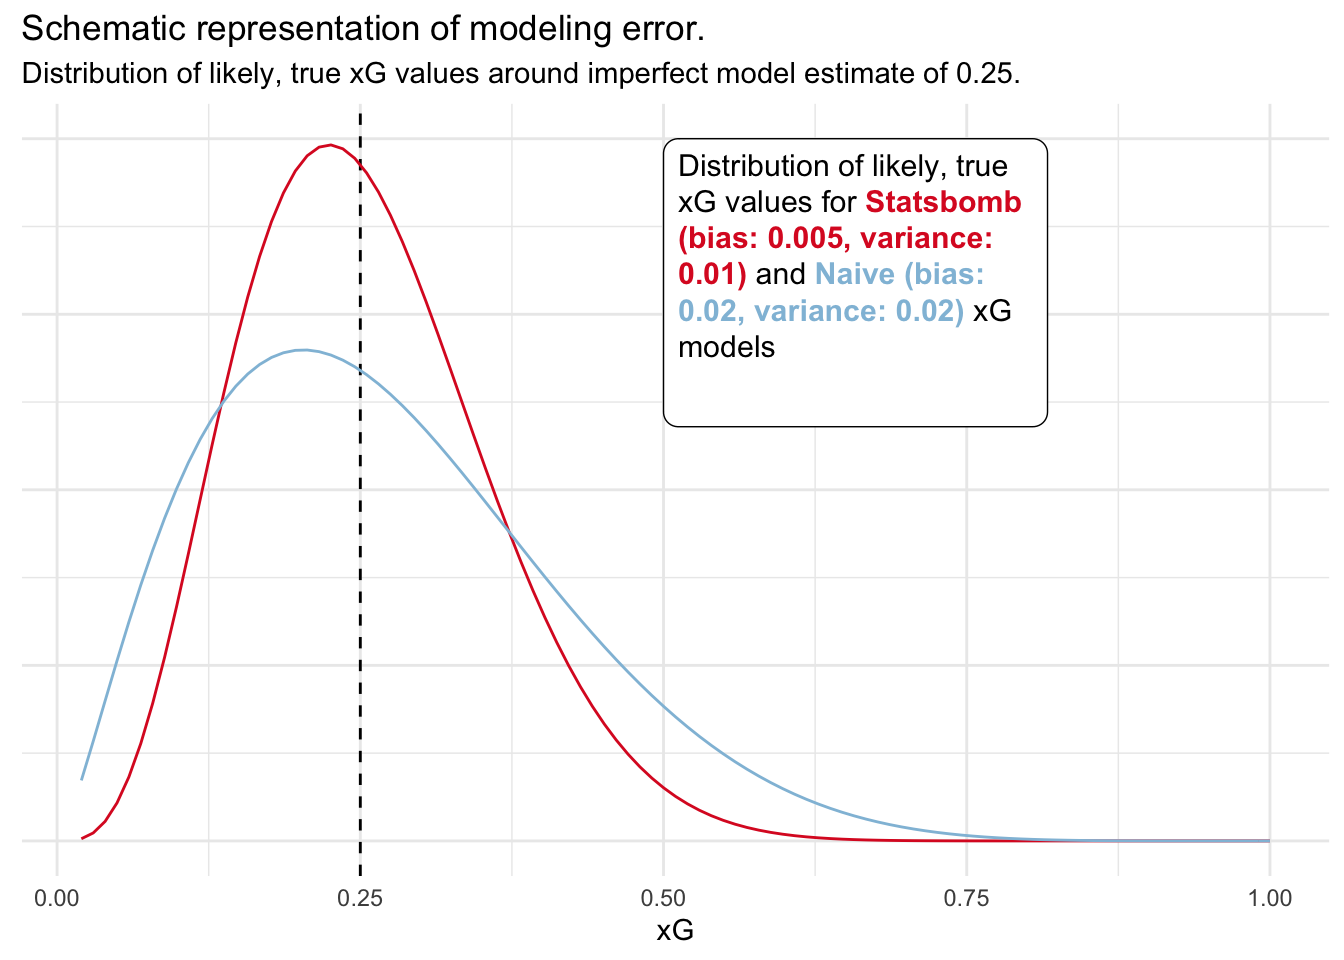 Schematic representation of modeling error.
Distribution of likely, true xG values around imperfect model estimate of 0.25.
Distribution of likely, true
xG values for Statsbomb
(bias: 0.005, variance:
0.01) and Naive (bias:
0.02, variance: 0.02) xG
models
0.00 0.25 0.50 0.75 1.00
xG